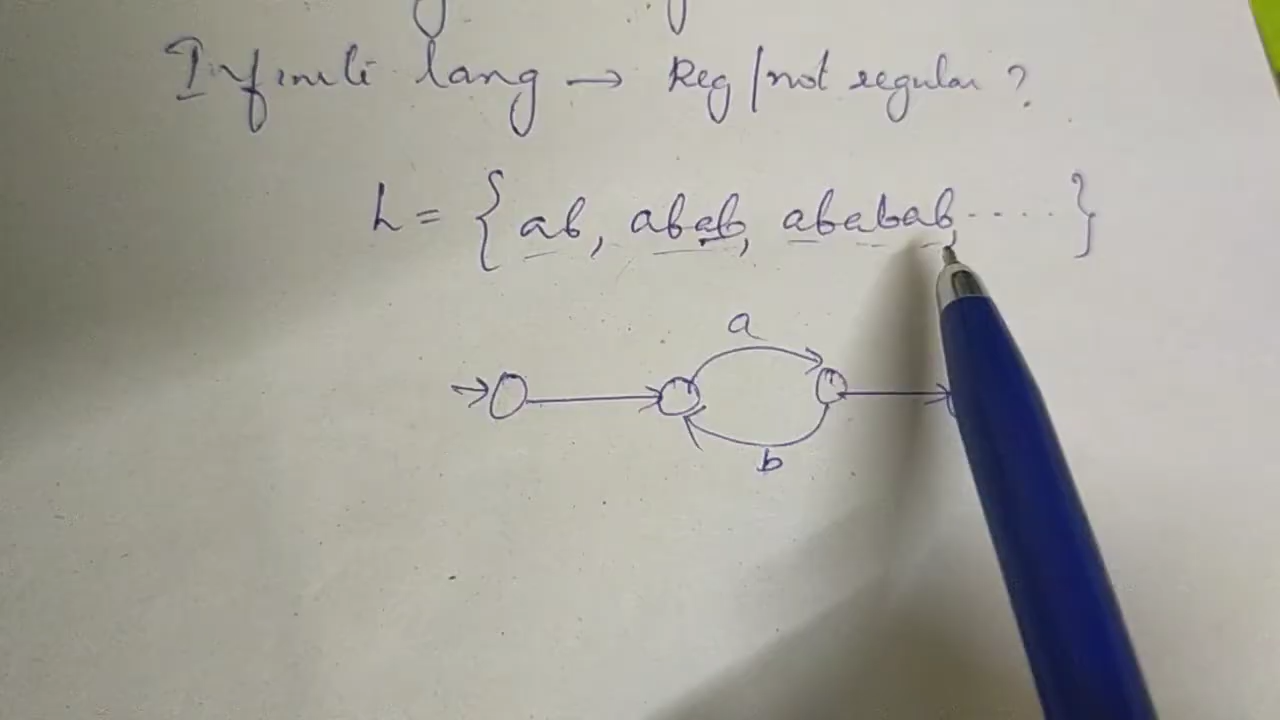 Infinite lang → Reg/not regular ?
L = { ab, abab, ababab, ..... }
a
b